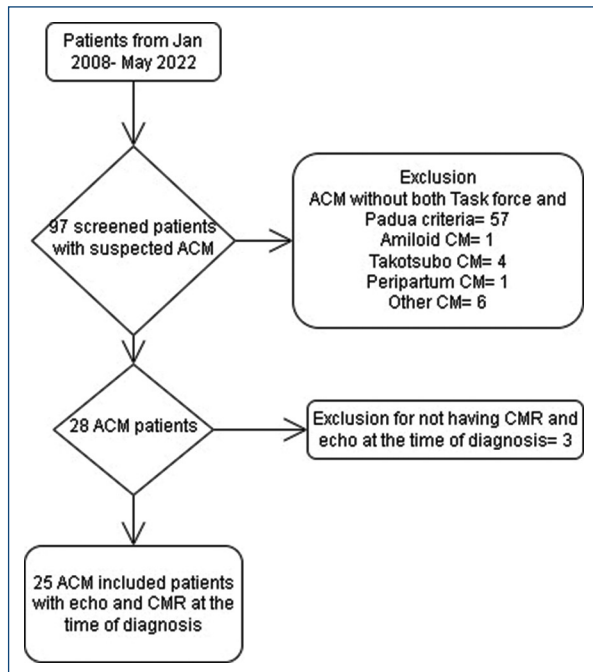 Patients from Jan
2008- May 2022
97 screened patients
with suspected ACM
Exclusion
ACM without both Task force and
Padua criteria= 57
Amiloid CM= 1
Takotsubo CM= 4
Peripartum CM= 1
Other CM= 6
28 ACM patients
Exclusion for not having CMR and
echo at the time of diagnosis= 3
25 ACM included patients
with echo and CMR at the
time of diagnosis